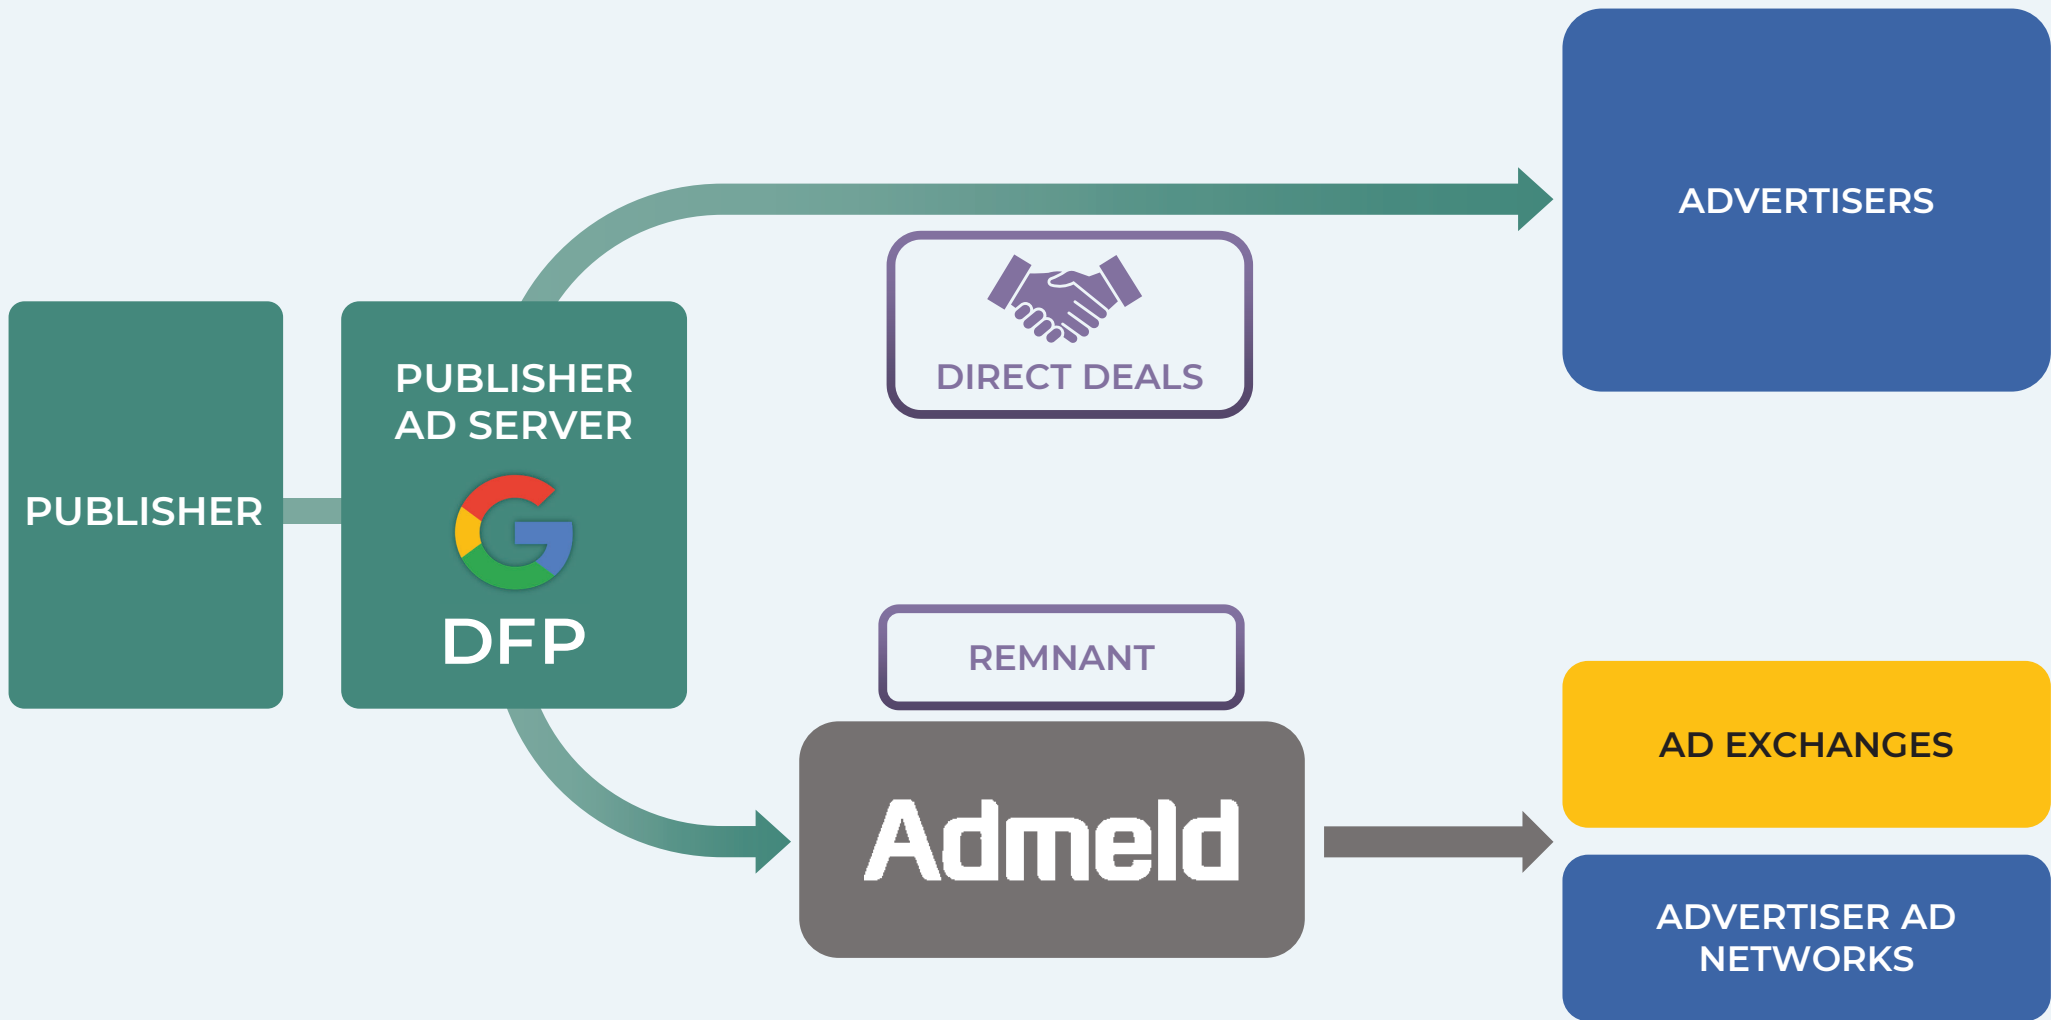 PUBLISHER
PUBLISHER
AD SERVER
DFP
DIRECT DEALS
ADVERTISERS
REMNANT
Admeld
AD EXCHANGES
ADVERTISER AD
NETWORKS